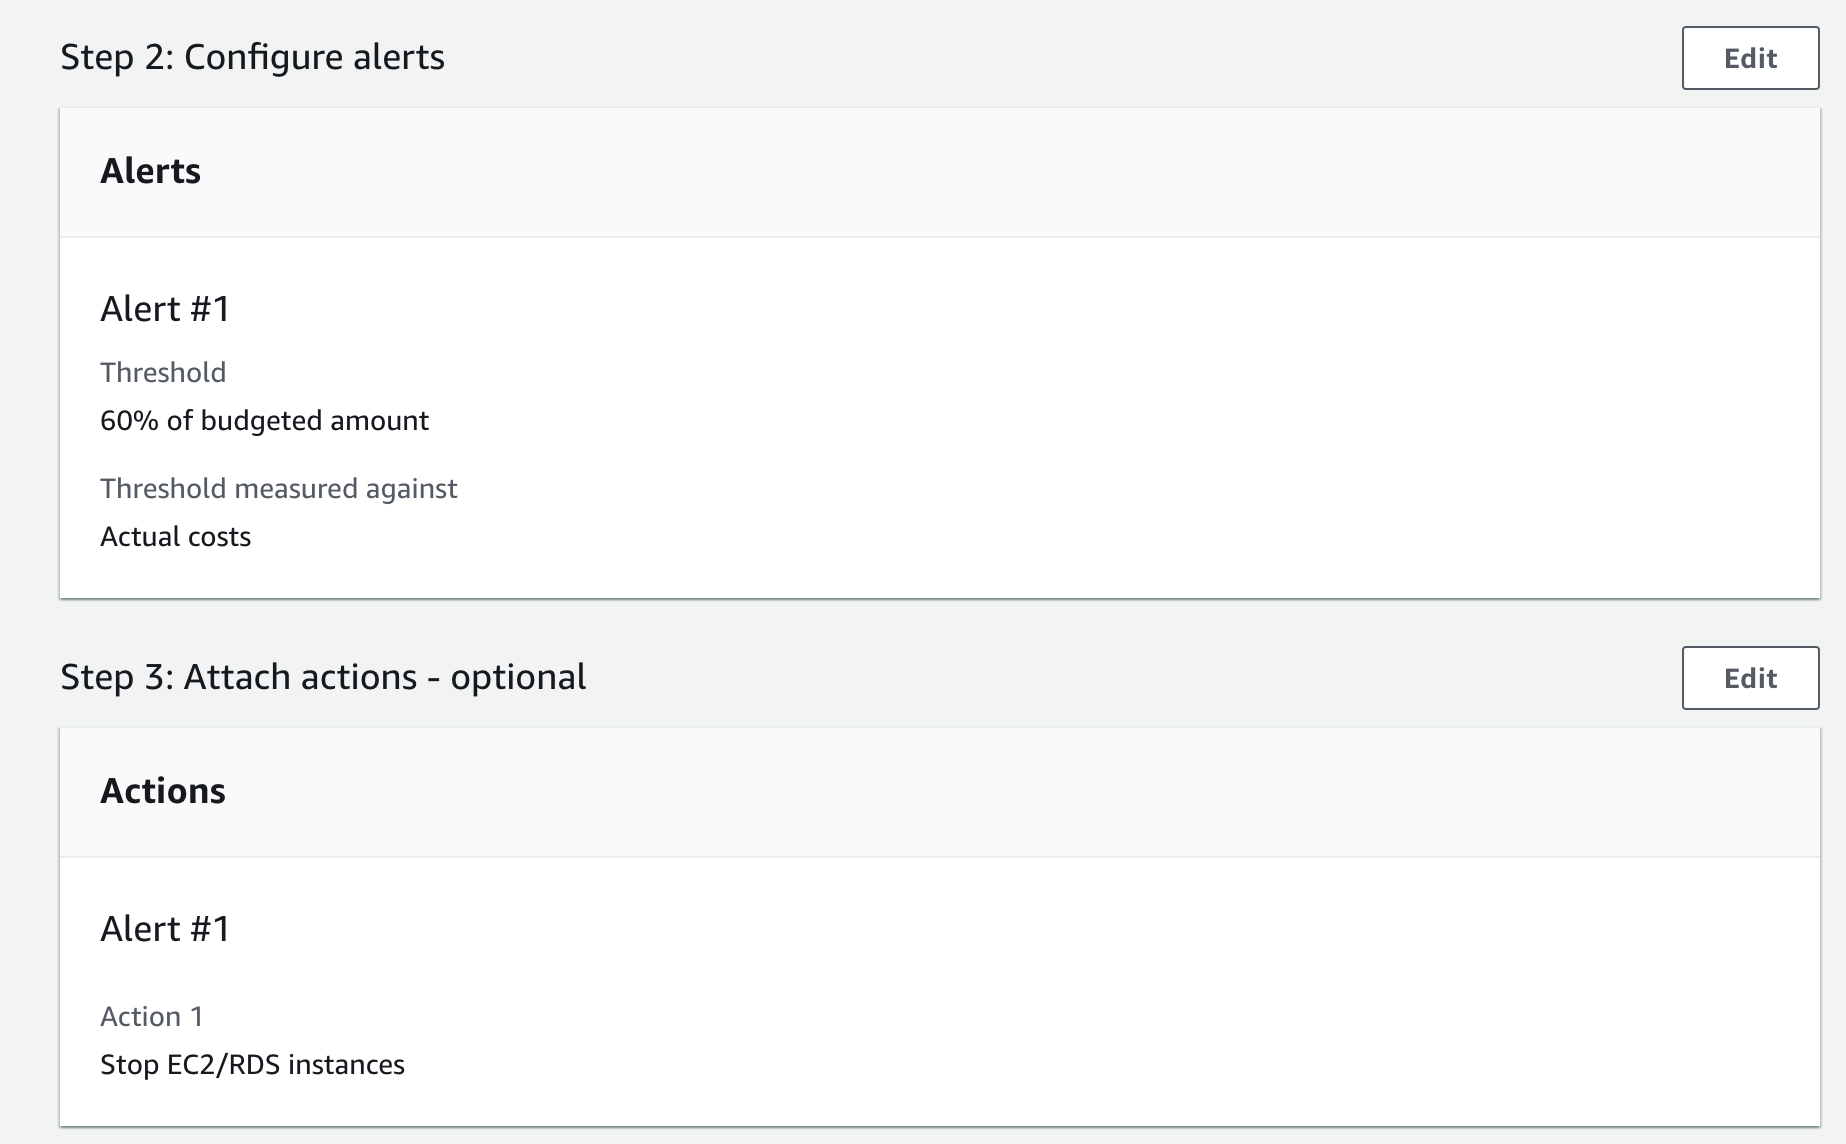 Step 2: Configure alerts
Edit
Alerts
Alert #1
Threshold
60% of budgeted amount
Threshold measured against
Actual costs
Step 3: Attach actions - optional
Edit
Actions
Alert #1
Action 1
Stop EC2/RDS instances